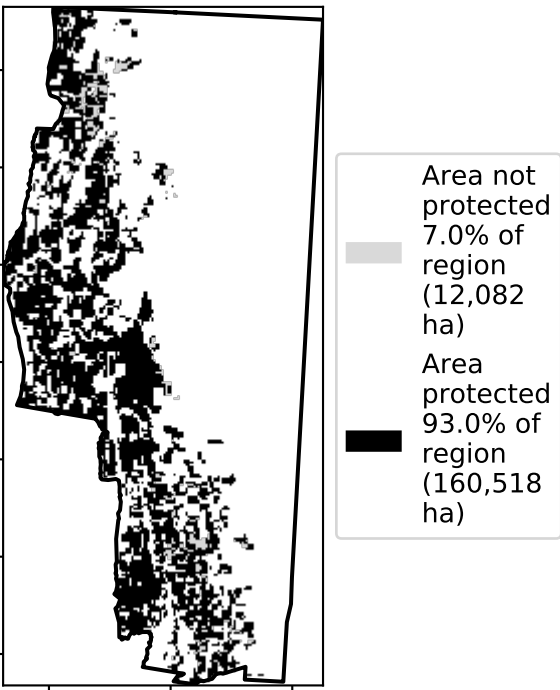 Area not
protected
7.0% of
region
(12,082
ha)
Area
protected
93.0% of
region
(160,518
ha)